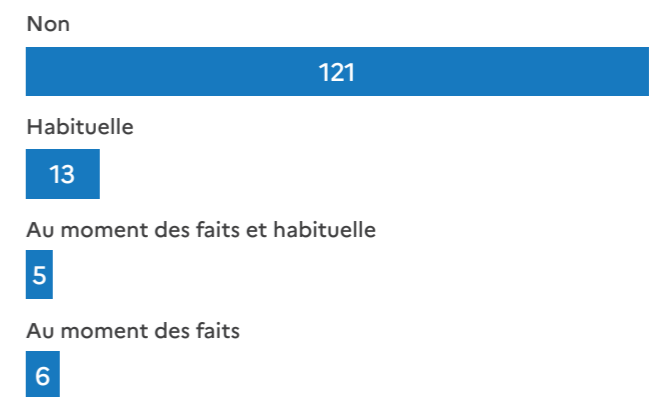 Non
121
Habituelle
13
Au moment des faits et habituelle
5
Au moment des faits
6